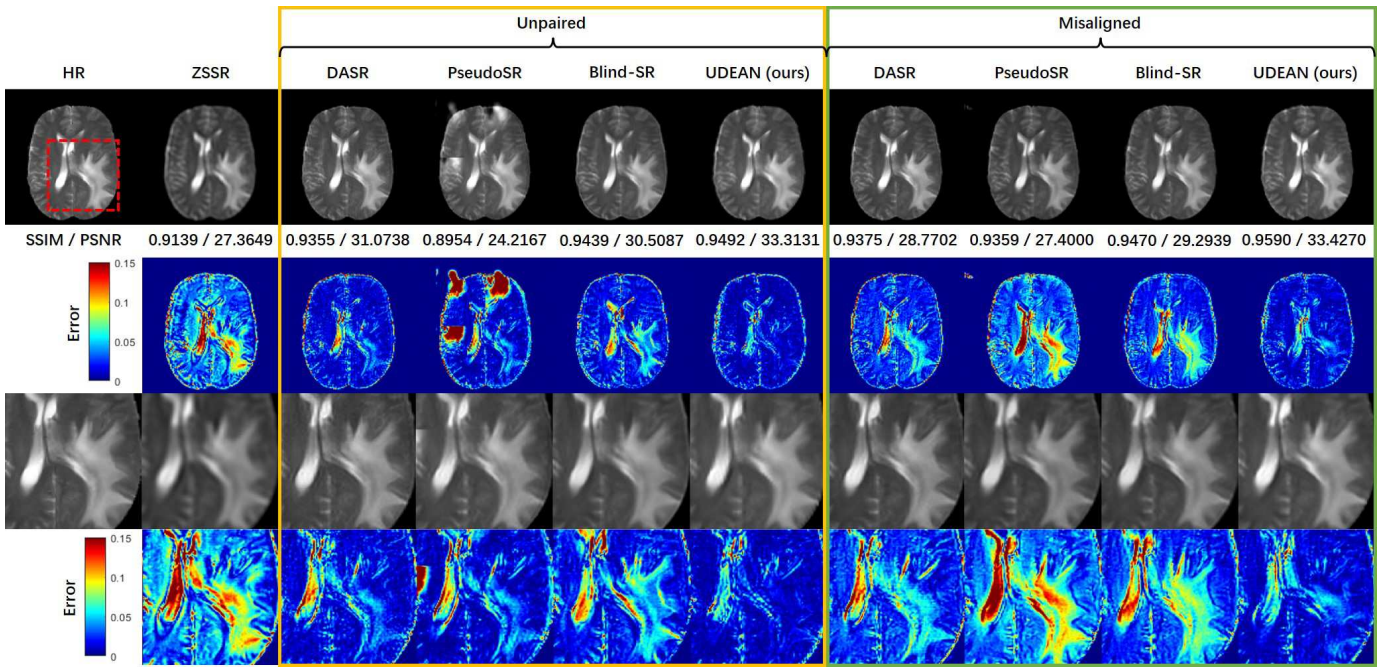 Unpaired Misaligned
HR ZSSR DASR PseudoSR Blind-SR UDEAN (ours) DASR PseudoSR Blind-SR UDEAN (ours)
SSIM / PSNR 0.9139 / 27.3649 0.9355 / 31.0738 0.8954 / 24.2167 0.9439 / 30.5087 0.9492 / 33.3131 0.9375 / 28.7702 0.9359 / 27.4000 0.9470 / 29.2939 0.9590 / 33.4270
Error
0.15
0.1
0.05
0
Error
0.15
0.1
0.05
0